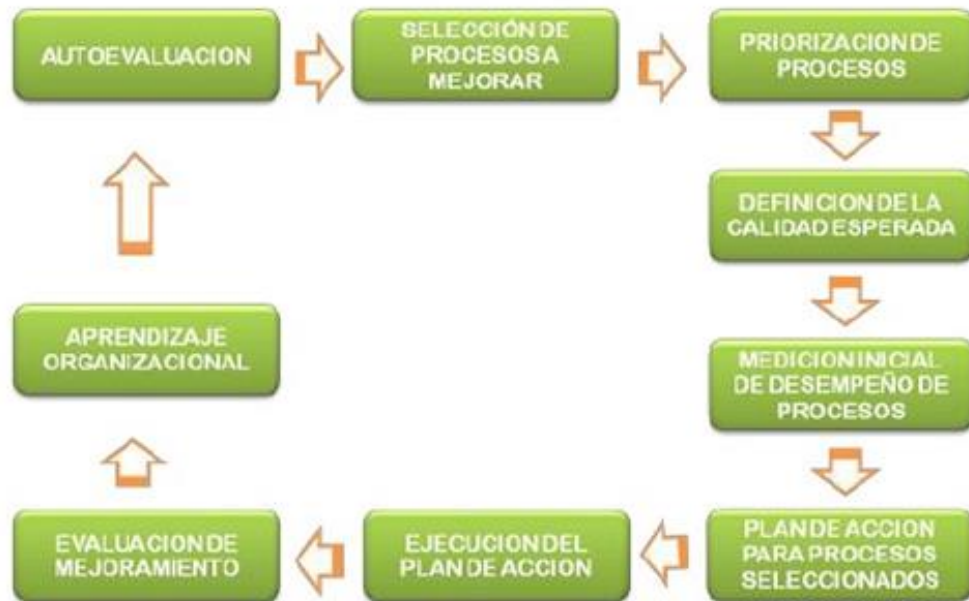 AUTOEVALUACION
SELECCIÓN DE
PROCESOS A
MEJORAR
PRIORIZACION DE
PROCESOS
DEFINICION DE LA
CALIDAD ESPERADA
MEDICION INICIAL
DE DESEMPEÑO DE
PROCESOS
PLAN DE ACCION
PARA PROCESOS
SELECCIONADOS
EJECUCION DEL
PLAN DE ACCION
EVALUACION DE
MEJORAMIENTO
APRENDIZAJE
ORGANIZACIONAL